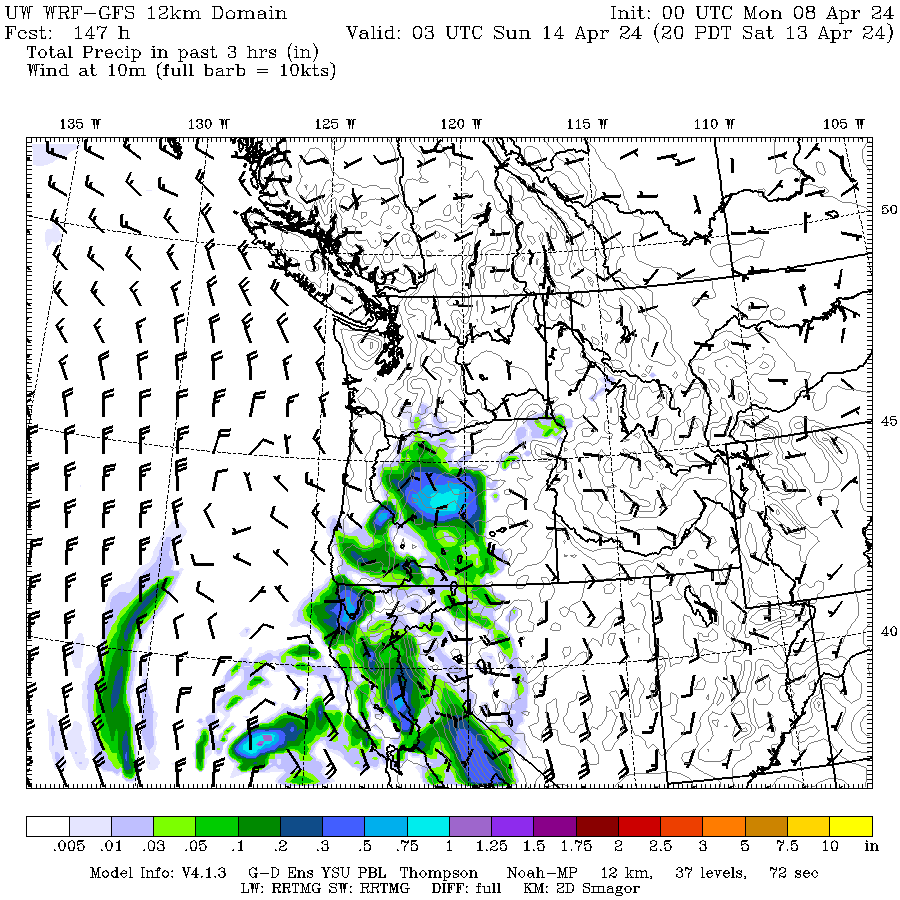 UW WRF-GFS 12km Domain Init: 00 UTC Mon 08 Apr 24
Fcst: 147 h Valid: 03 UTC Sun 14 Apr 24 (20 PDT Sat 13 Apr 24)
Total Precip in past 3 hrs (in)
Wind at 10m (full barb = 10kts)
135 W 130 W 125 W 120 W 115 W 110 W 105 W
50
45
40
.005 .01 .03 .05 .1 .2 .3 .5 .75 1 1.25 1.5 1.75 2 2.5 3 5 7.5 10 in
Model Info: V4.1.3 G-D Ens YSU PBL Thompson Noah-MP 12 km, 37 levels, 72 sec
LW: RRTMG SW: RRTMG DIFF: full KM: 2D Smagor